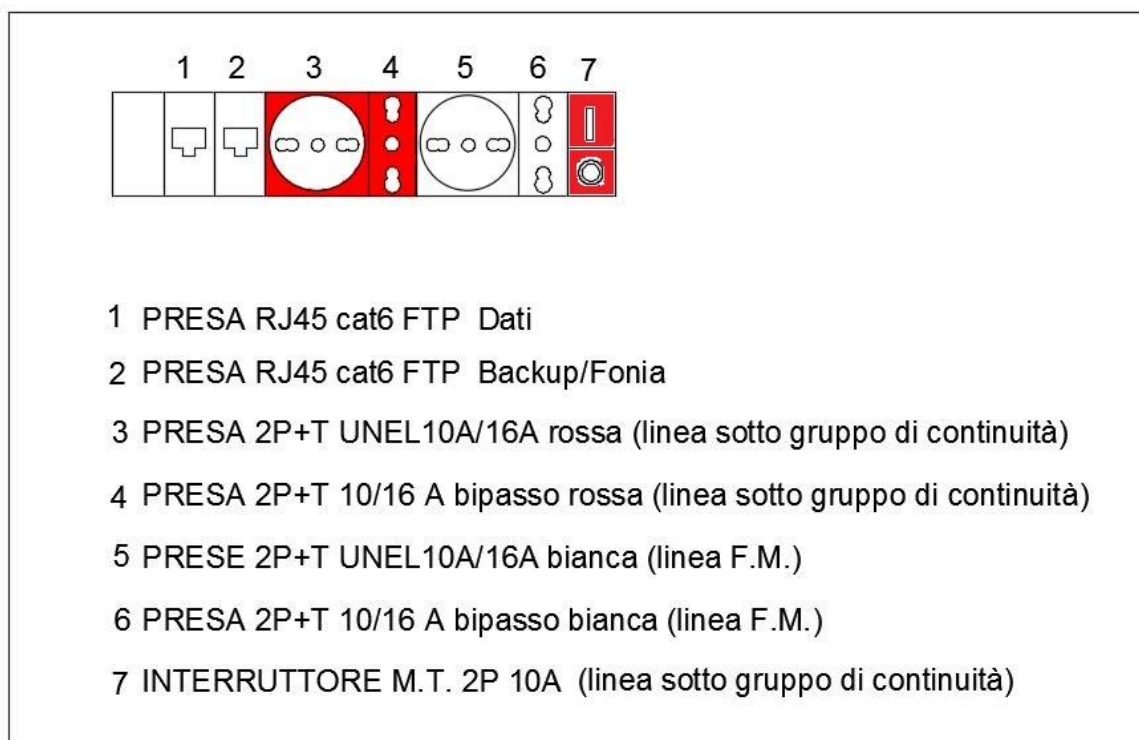 1 2 3 4 5 6 7
1 PRESA RJ45 cat6 FTP Dati
2 PRESA RJ45 cat6 FTP Backup/Fonia
3 PRESA 2P+T UNEL10A/16A rossa (linea sotto gruppo di continuità)
4 PRESA 2P+T 10/16 A bipasso rossa (linea sotto gruppo di continuità)
5 PRESE 2P+T UNEL10A/16A bianca (linea F.M.)
6 PRESA 2P+T 10/16 A bipasso bianca (linea F.M.)
7 INTERRUTTORE M.T. 2P 10A (linea sotto gruppo di continuità)